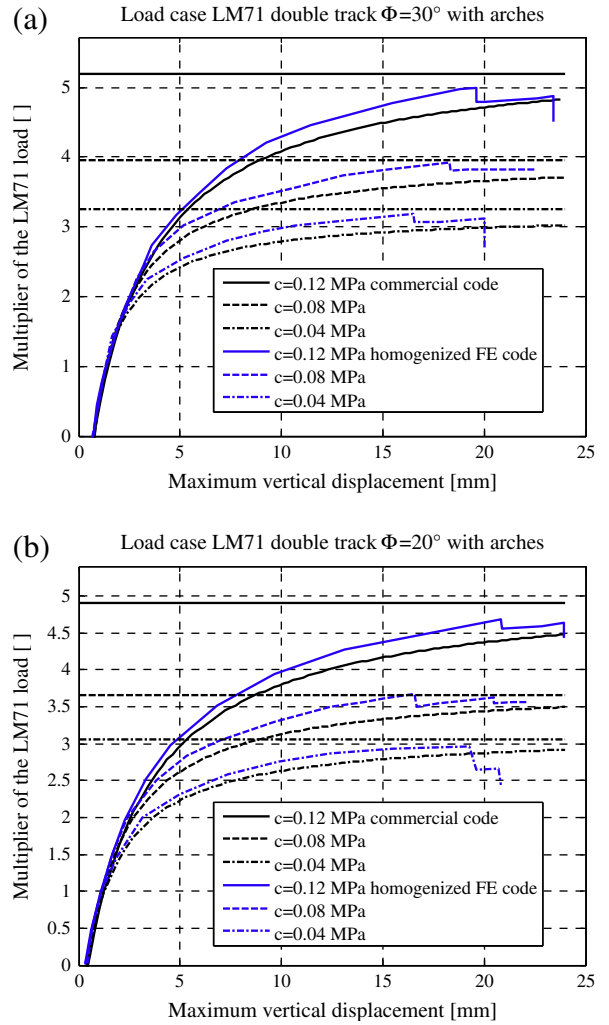 (a)
Load case LM71 double track Φ=30° with arches
5
4
3
2
1
0
Multiplier of the LM71 load [ ]
c=0.12 MPa commercial code
c=0.08 MPa
c=0.04 MPa
c=0.12 MPa homogenized FE code
c=0.08 MPa
c=0.04 MPa
0 5 10 15 20 25
Maximum vertical displacement [mm]
(b)
Load case LM71 double track Φ=20° with arches
5
4.5
4
3.5
3
2.5
2
1.5
1
0.5
0
Multiplier of the LM71 load [ ]
c=0.12 MPa commercial code
c=0.08 MPa
c=0.04 MPa
c=0.12 MPa homogenized FE code
c=0.08 MPa
c=0.04 MPa
0 5 10 15 20 25
Maximum vertical displacement [mm]